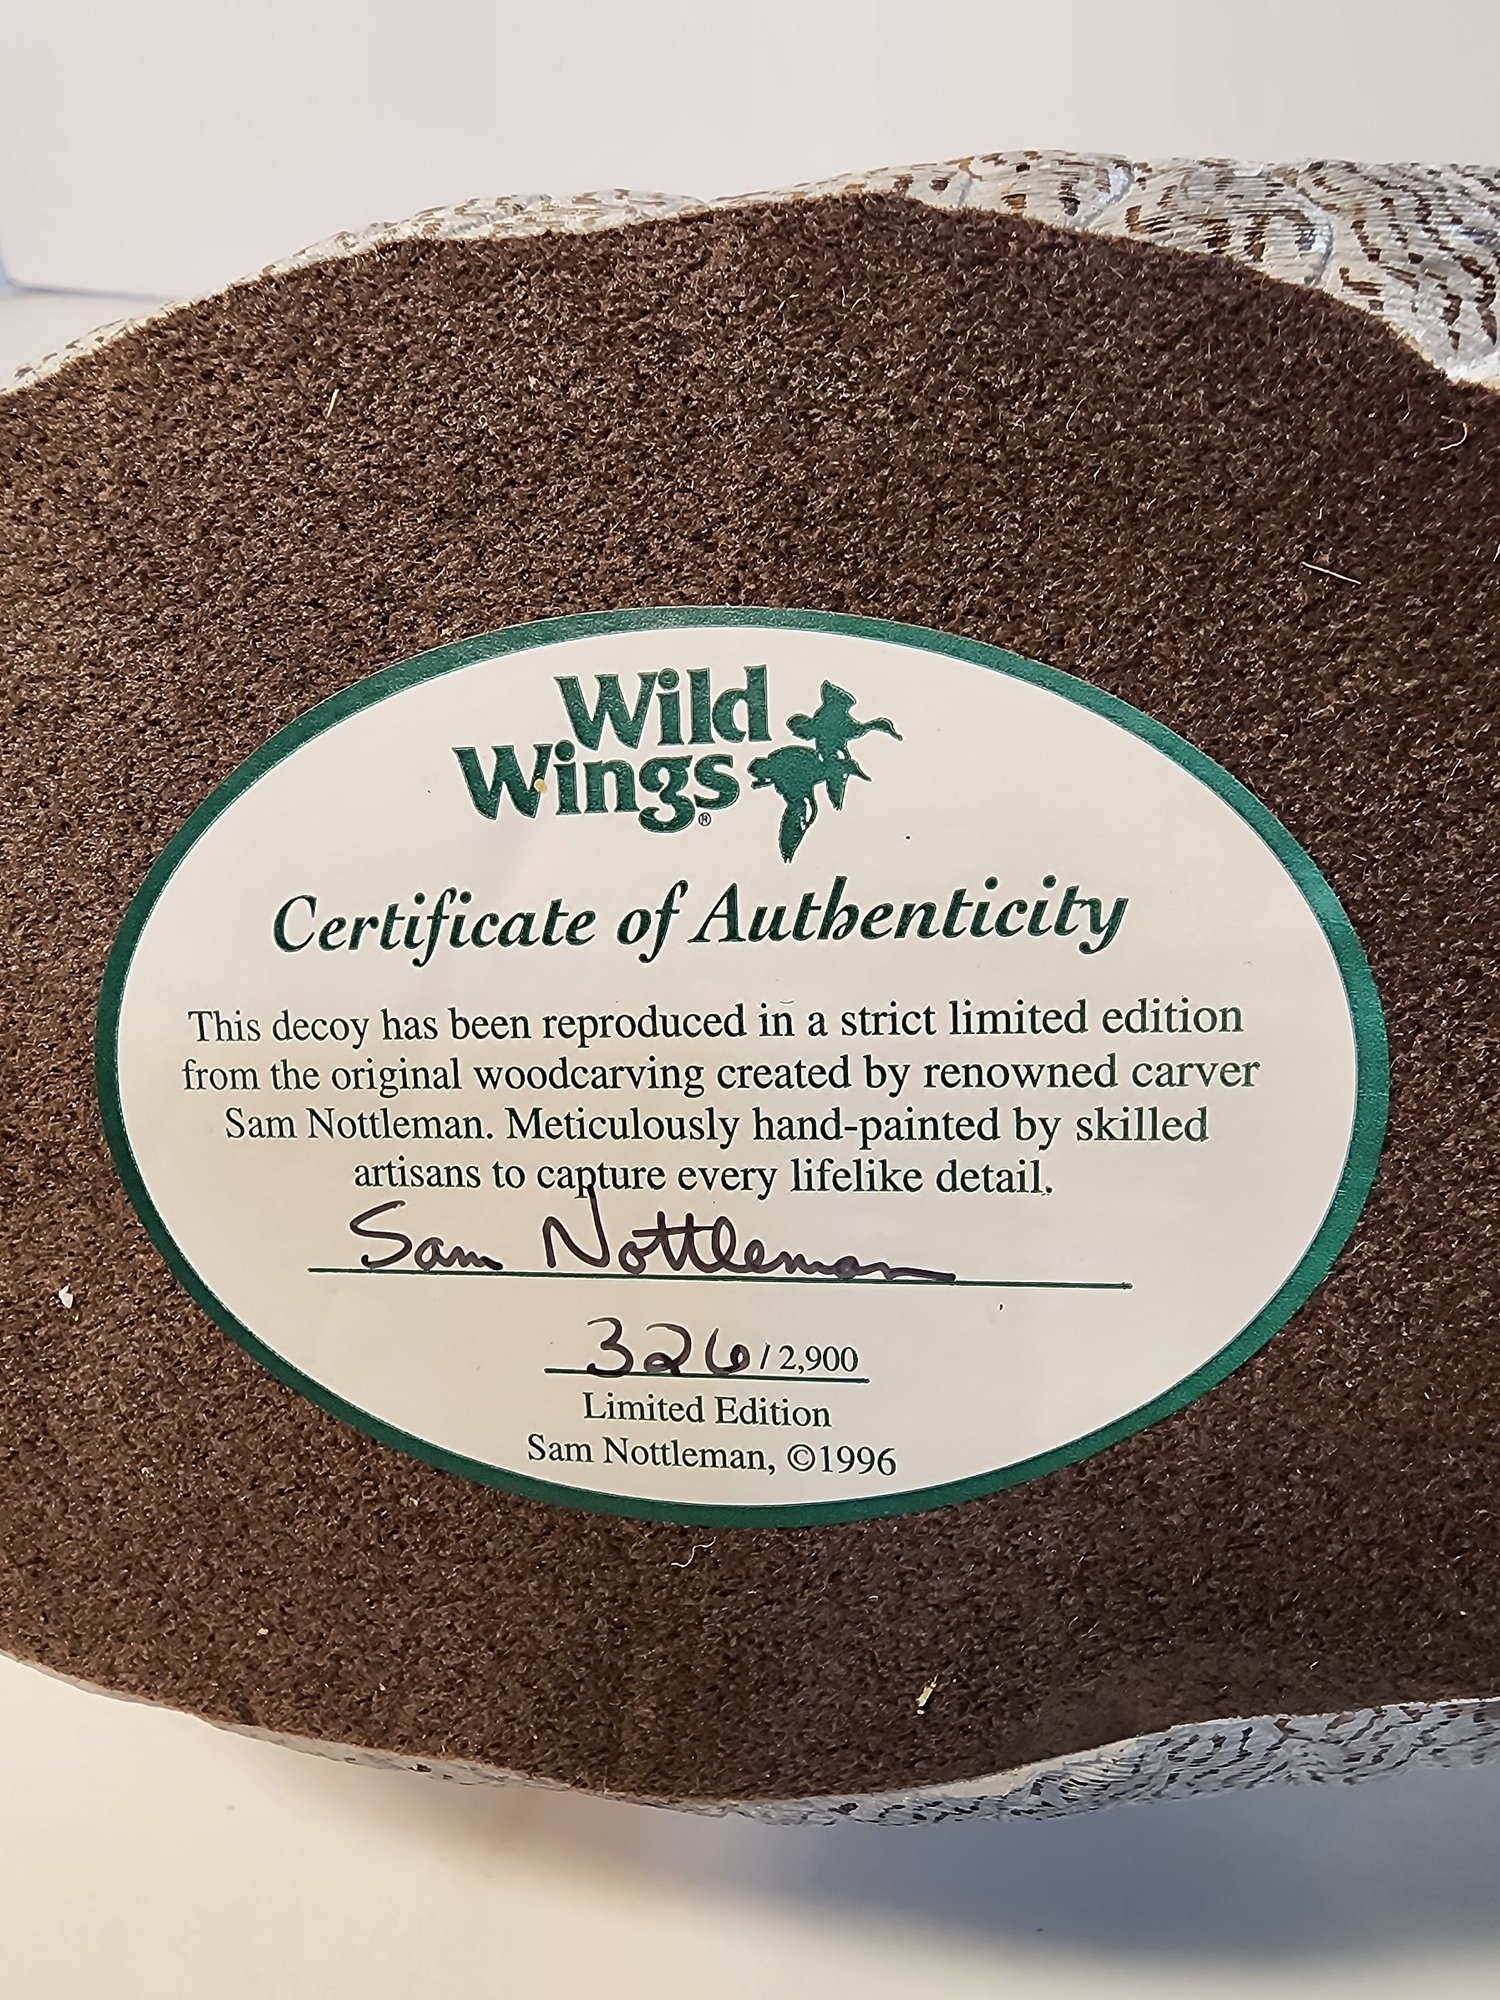 Wild
Wings®
Certificate of Authenticity
This decoy has been reproduced in a strict limited edition
from the original woodcarving created by renowned carver
Sam Nottleman. Meticulously hand-painted by skilled
artisans to capture every lifelike detail.
Sam Nottleman
326/2,900
Limited Edition
Sam Nottleman, ©1996